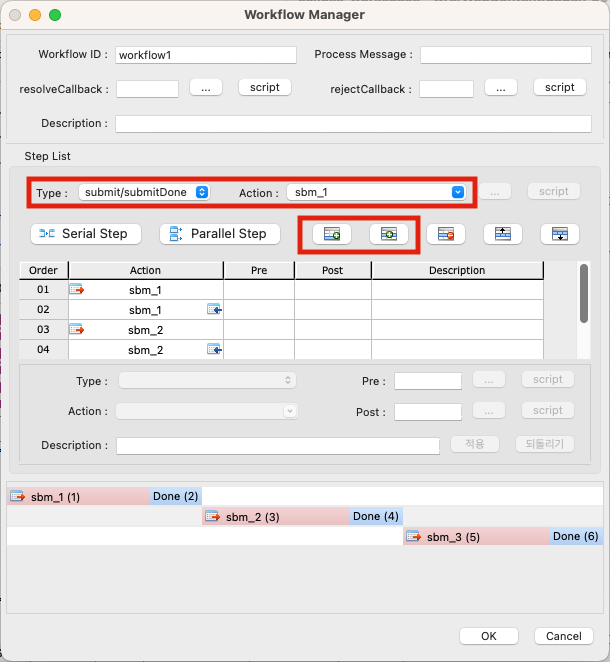 Workflow Manager
Workflow ID : workflow1 Process Message :
resolveCallback : ... script rejectCallback : ... script
Description :
Step List
Type : submit/submitDone Action : sbm_1 ... script
Serial Step Parallel Step
Order Action Pre Post Description
01 sbm_1
02 sbm_1
03 sbm_2
04 sbm_2
Type : Pre : ... script
Action : Post : ... script
Description : 적용 되돌리기
sbm_1 (1) Done (2)
sbm_2 (3) Done (4)
sbm_3 (5) Done (6)
OK Cancel